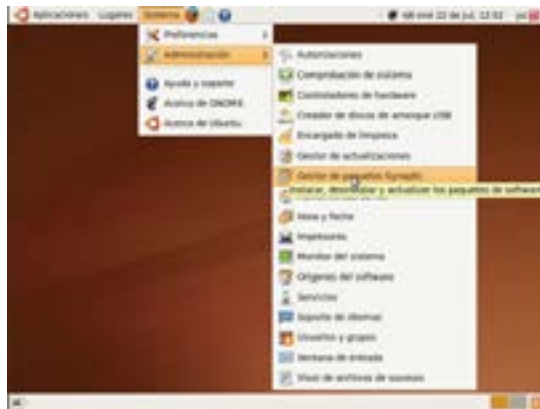 Aplicaciones Lugares Sistema
Preferencias
Administración
Ayuda y soporte
Acerca de GNOME
Acerca de Ubuntu
Autorizaciones
Comprobación de sistema
Controladores de hardware
Creador de discos de arranque USB
Encargado de limpieza
Gestor de actualizaciones
Gestor de paquetes Synaptic
Instalar, desinstalar y actualizar los paquetes de software
Hora y fecha
Impresoras
Monitor del sistema
Orígenes del software
Servicios
Soporte de idiomas
Usuarios y grupos
Ventana de entrada
Visor de archivos de sucesos